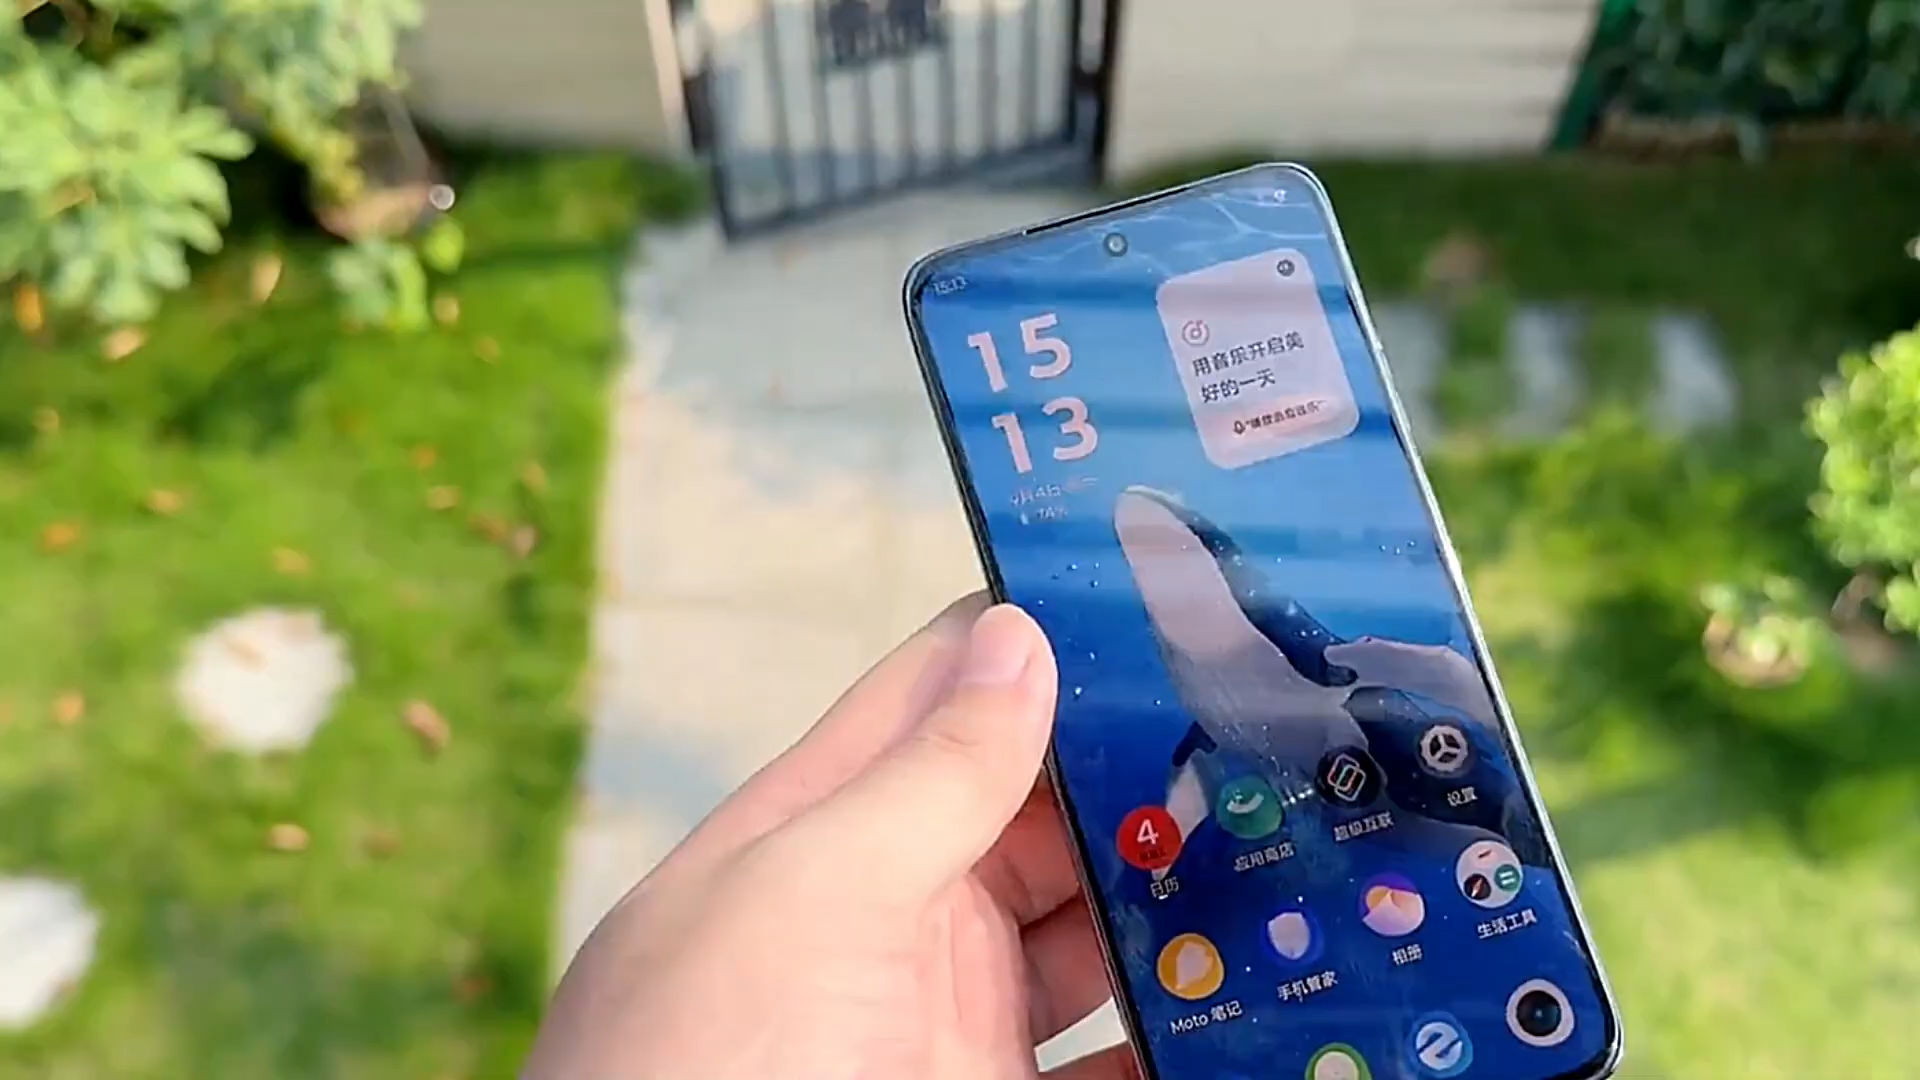 15:13
15
13
用音乐开启美
好的一天
4
日历
应用商店
超级互联
设置
Moto 笔记
手机管家
相册
生活工具